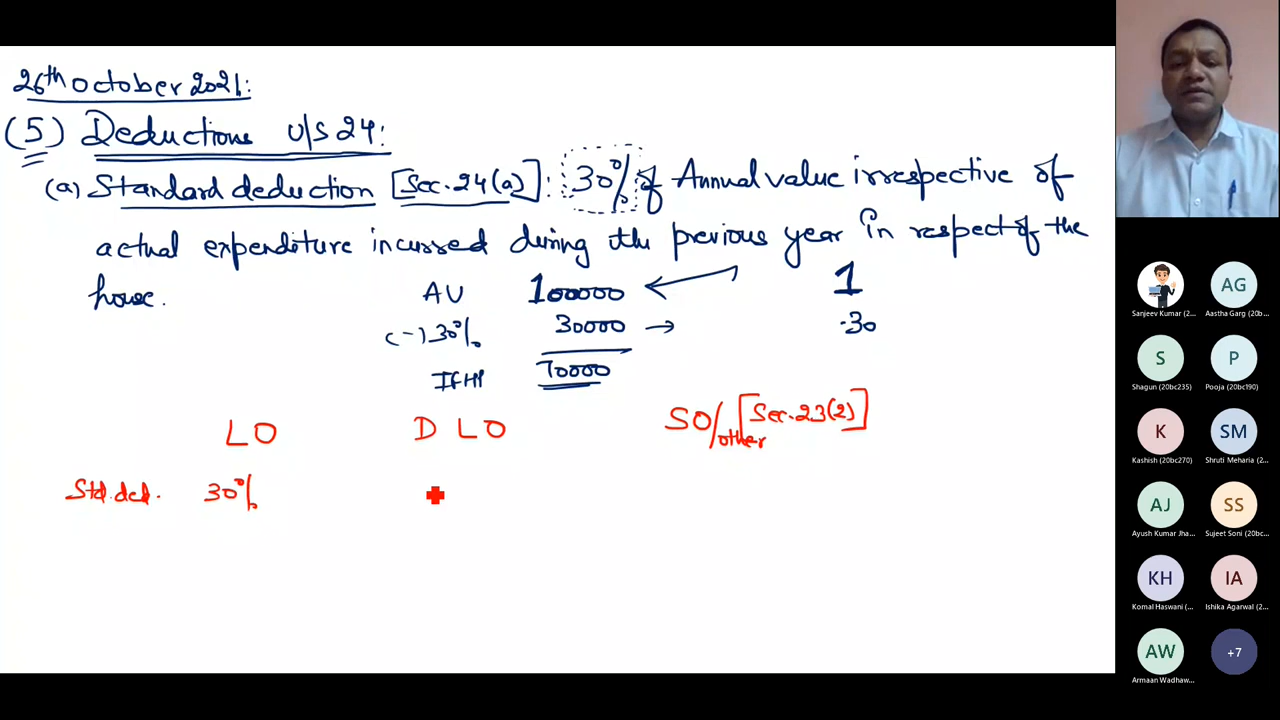 26th October 2021:
(5) Deductions U/S 24:
(a) Standard deduction [Sec. 24(a)]: 30% of Annual value irrespective of
actual expenditure incurred during the previous year in respect of the
house.
AU 100000 1
(-) 30% 30000 .30
IFHP 70000
LO D LO SO/other [Sec. 23(2)]
Std. ded. 30%
Sanjeev Kumar (2...
AG
Aastha Garg (20b...
S
Shagun (20bc235)
P
Pooja (20bc190)
K
Kashish (20bc270)
SM
Shruti Meharia (2...
AJ
Ayush Kumar Jha...
SS
Sujeet Soni (20bc...
KH
Komal Haswani (...
IA
Ishika Agarwal (2...
AW
Armaan Wadhaw...
+7